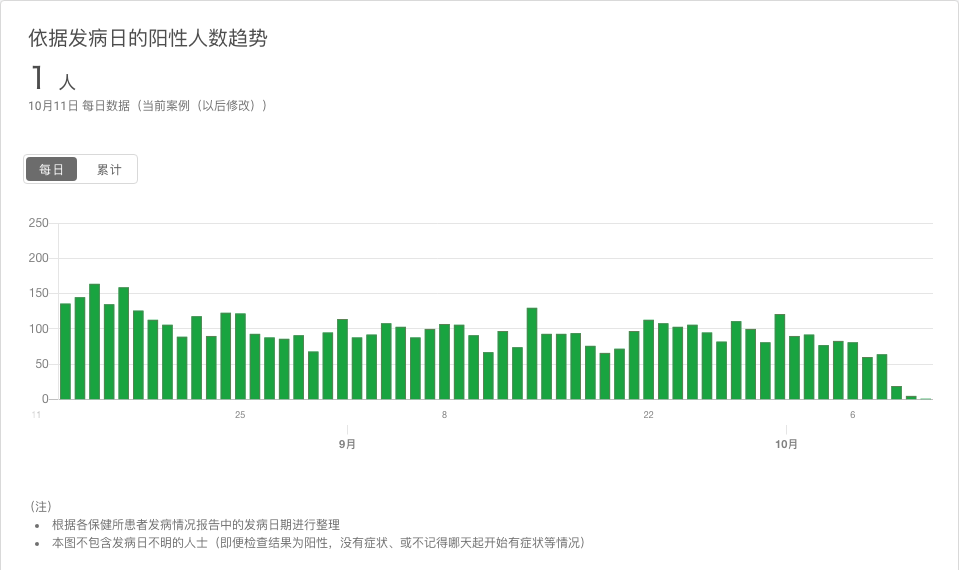 依据发病日的阳性人数趋势
1 人
10月11日 每日数据（当前案例（以后修改））
每日 累计
250
200
150
100
50
0
11 25 8 22 6
9月 10月
（注）
• 根据各保健所患者发病情况报告中的发病日期进行整理
• 本图不包含发病日不明的人士（即便检查结果为阳性，没有症状、或不记得哪天起开始有症状等情况）